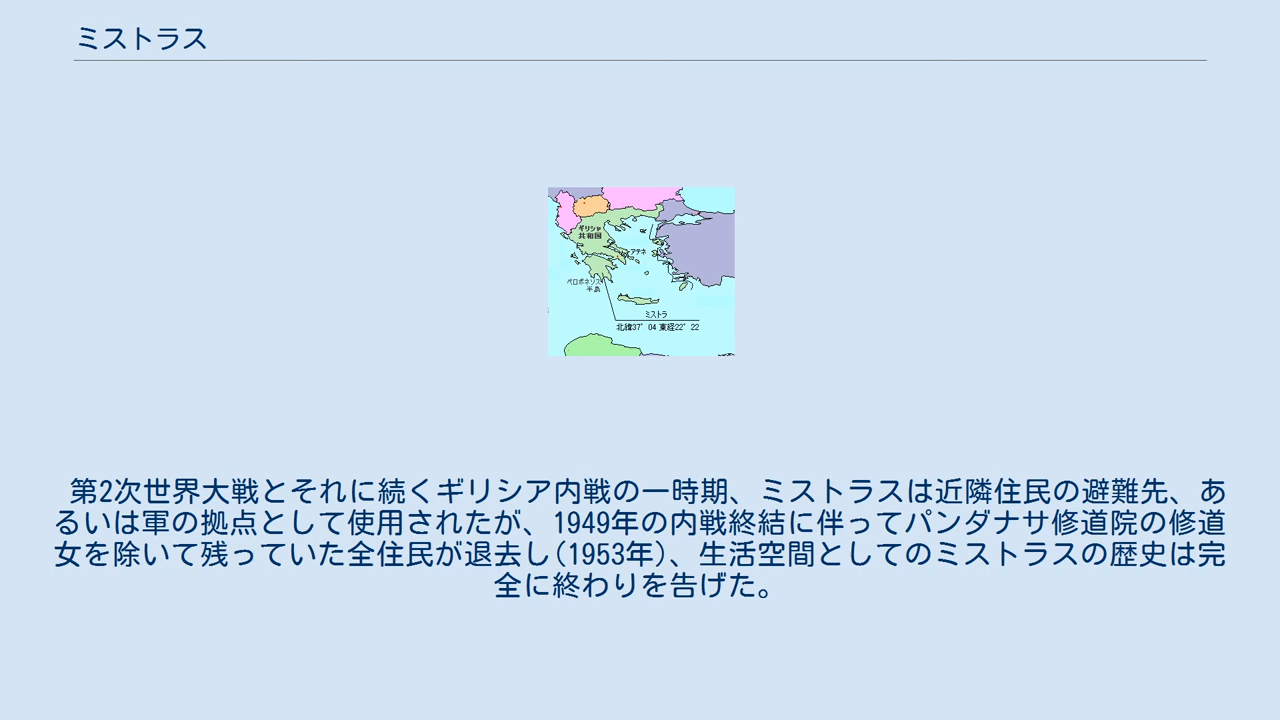 ミストラス
ギリシャ
共和国
アテネ
ペロポネソス
半島
ミストラ
北緯37° 04 東経22° 22
第2次世界大戦とそれに続くギリシア内戦の一時期、ミストラスは近隣住民の避難先、あ
るいは軍の拠点として使用されたが、1949年の内戦終結に伴ってパンダナサ修道院の修道
女を除いて残っていた全住民が退去し(1953年)、生活空間としてのミストラスの歴史は完
全に終わりを告げた。